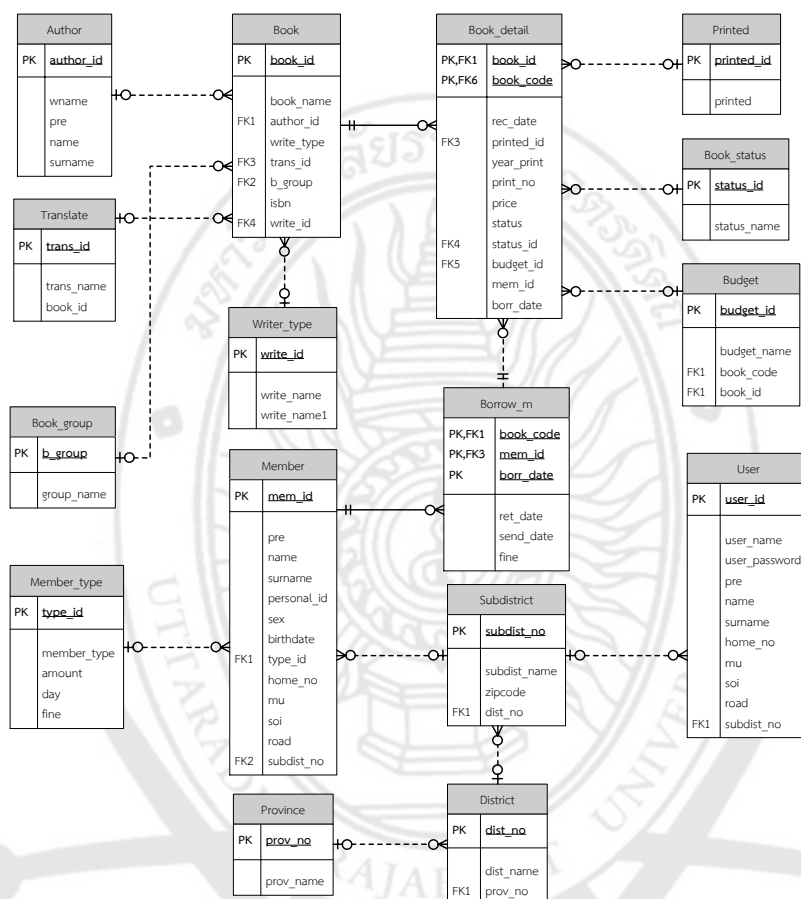 Author
PK author_id
wname
pre
name
surname
Book
PK book_id
book_name
FK1 author_id
write_type
FK3 trans_id
FK2 b_group
isbn
FK4 write_id
Book_detail
PK,FK1 book_id
PK,FK6 book_code
rec_date
FK3 printed_id
year_print
print_no
price
status
FK4 status_id
FK5 budget_id
mem_id
borr_date
Printed
PK printed_id
printed
Book_status
PK status_id
status_name
Translate
PK trans_id
trans_name
book_id
Budget
PK budget_id
budget_name
FK1 book_code
FK1 book_id
Writer_type
PK write_id
write_name
write_name1
Borrow_m
PK,FK1 book_code
PK,FK3 mem_id
PK borr_date
ret_date
send_date
fine
Book_group
PK b_group
group_name
Member
PK mem_id
pre
name
surname
personal_id
sex
birthdate
FK1 type_id
home_no
mu
soi
road
FK2 subdist_no
User
PK user_id
user_name
user_password
pre
name
surname
home_no
mu
soi
road
FK1 subdist_no
Member_type
PK type_id
member_type
amount
day
fine
Subdistrict
PK subdist_no
subdist_name
zipcode
FK1 dist_no
Province
PK prov_no
prov_name
District
PK dist_no
dist_name
FK1 prov_no